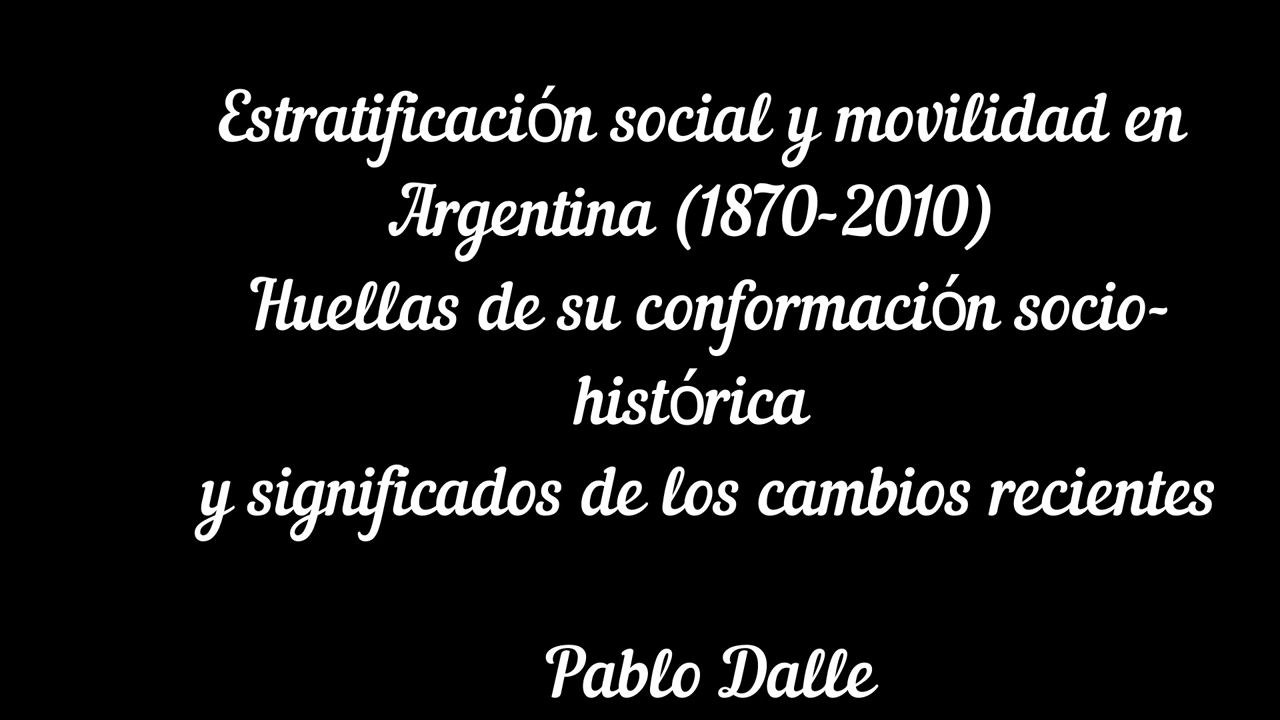 Estratificación social y movilidad en
Argentina (1870-2010)
Huellas de su conformación socio-
histórica
y significados de los cambios recientes
Pablo Dalle